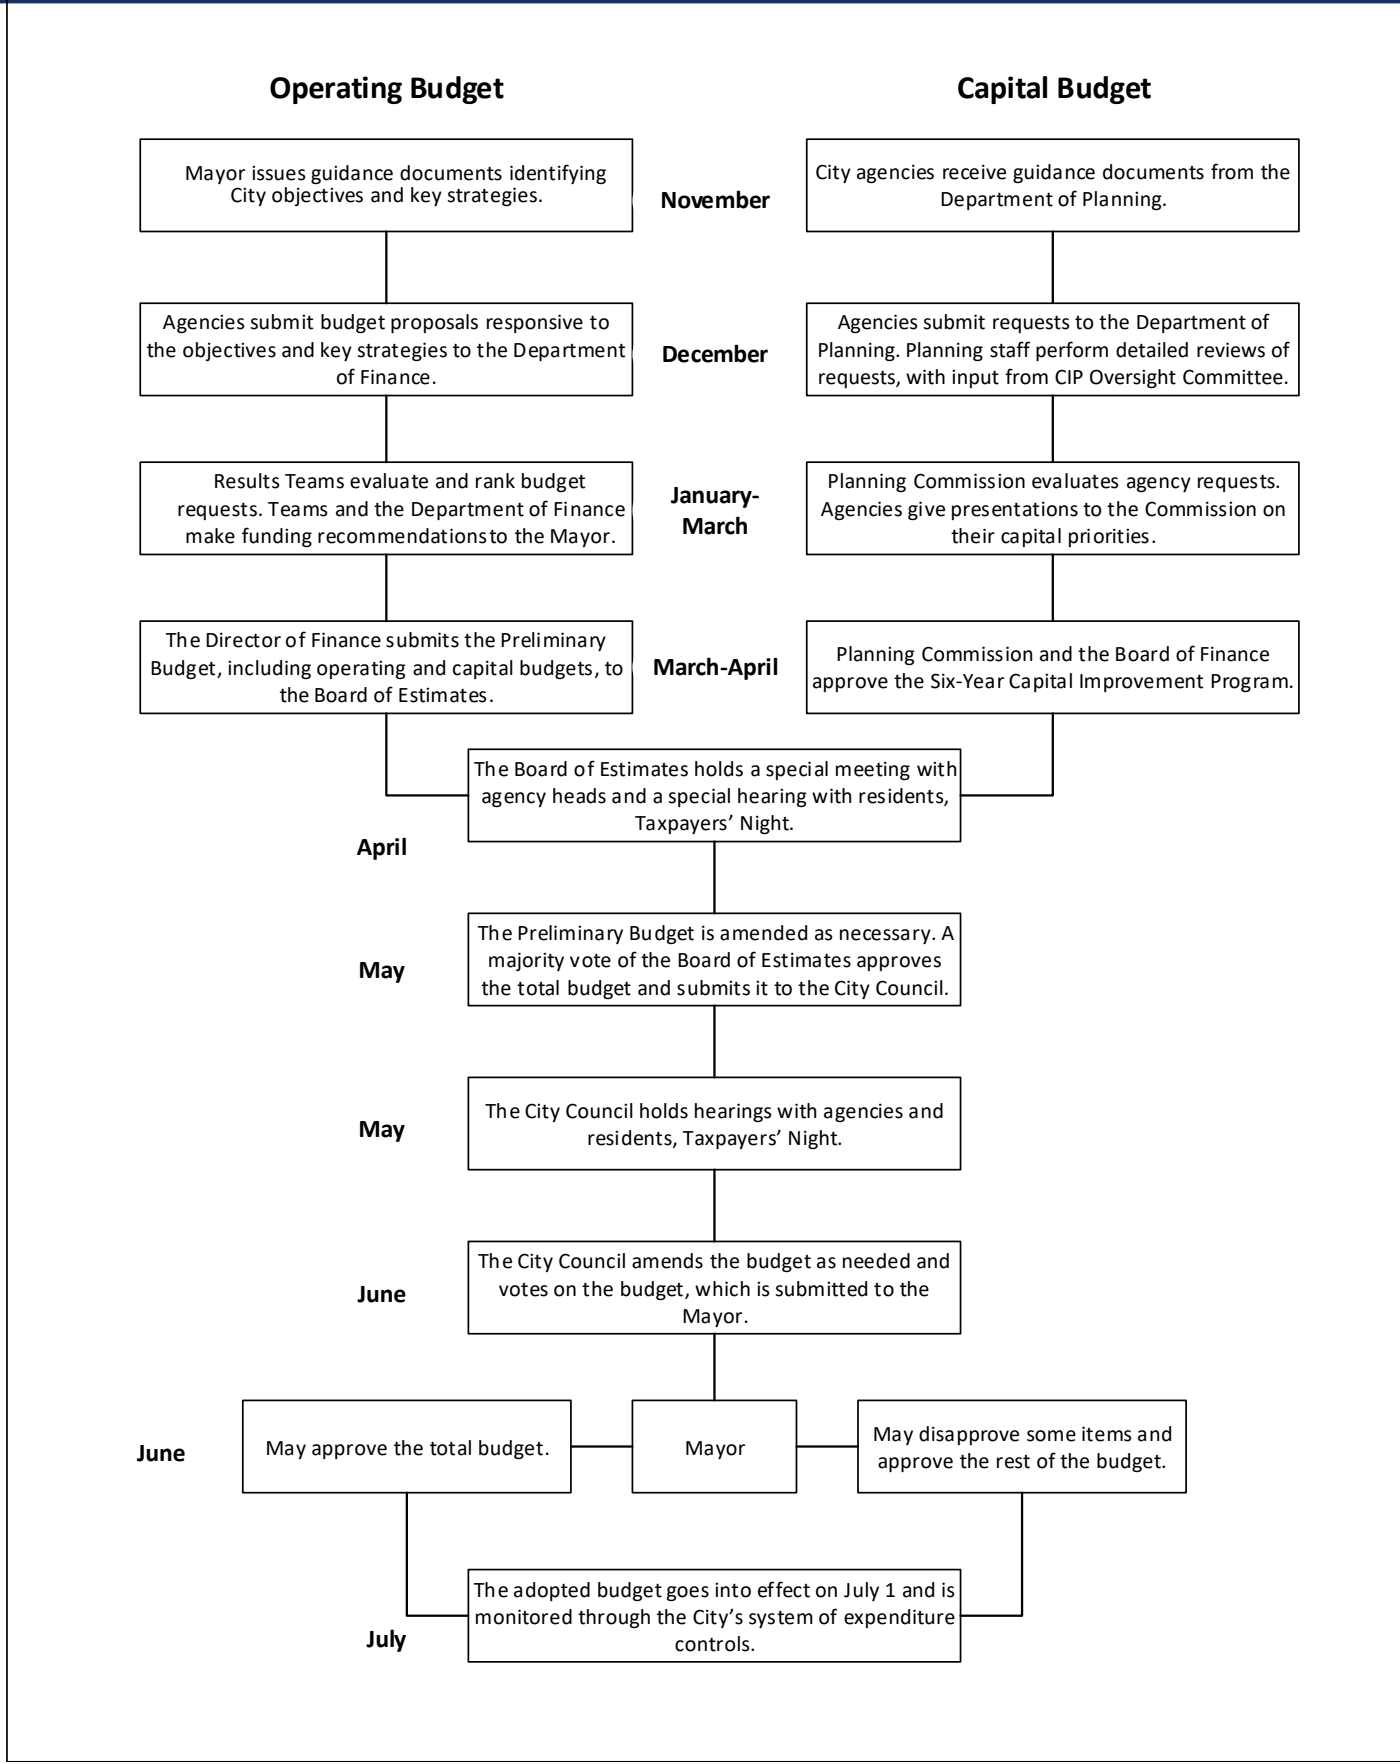 Operating Budget
Capital Budget
Mayor issues guidance documents identifying
City objectives and key strategies.
November
City agencies receive guidance documents from the
Department of Planning.
Agencies submit budget proposals responsive to
the objectives and key strategies to the Department
of Finance.
December
Agencies submit requests to the Department of
Planning. Planning staff perform detailed reviews of
requests, with input from CIP Oversight Committee.
Results Teams evaluate and rank budget
requests. Teams and the Department of Finance
make funding recommendations to the Mayor.
January-
March
Planning Commission evaluates agency requests.
Agencies give presentations to the Commission on
their capital priorities.
The Director of Finance submits the Preliminary
Budget, including operating and capital budgets, to
the Board of Estimates.
March-April
Planning Commission and the Board of Finance
approve the Six-Year Capital Improvement Program.
The Board of Estimates holds a special meeting with
agency heads and a special hearing with residents,
Taxpayers’ Night.
April
The Preliminary Budget is amended as necessary. A
majority vote of the Board of Estimates approves
the total budget and submits it to the City Council.
May
The City Council holds hearings with agencies and
residents, Taxpayers’ Night.
May
The City Council amends the budget as needed and
votes on the budget, which is submitted to the
Mayor.
June
June
May approve the total budget.
Mayor
May disapprove some items and
approve the rest of the budget.
The adopted budget goes into effect on July 1 and is
monitored through the City’s system of expenditure
controls.
July